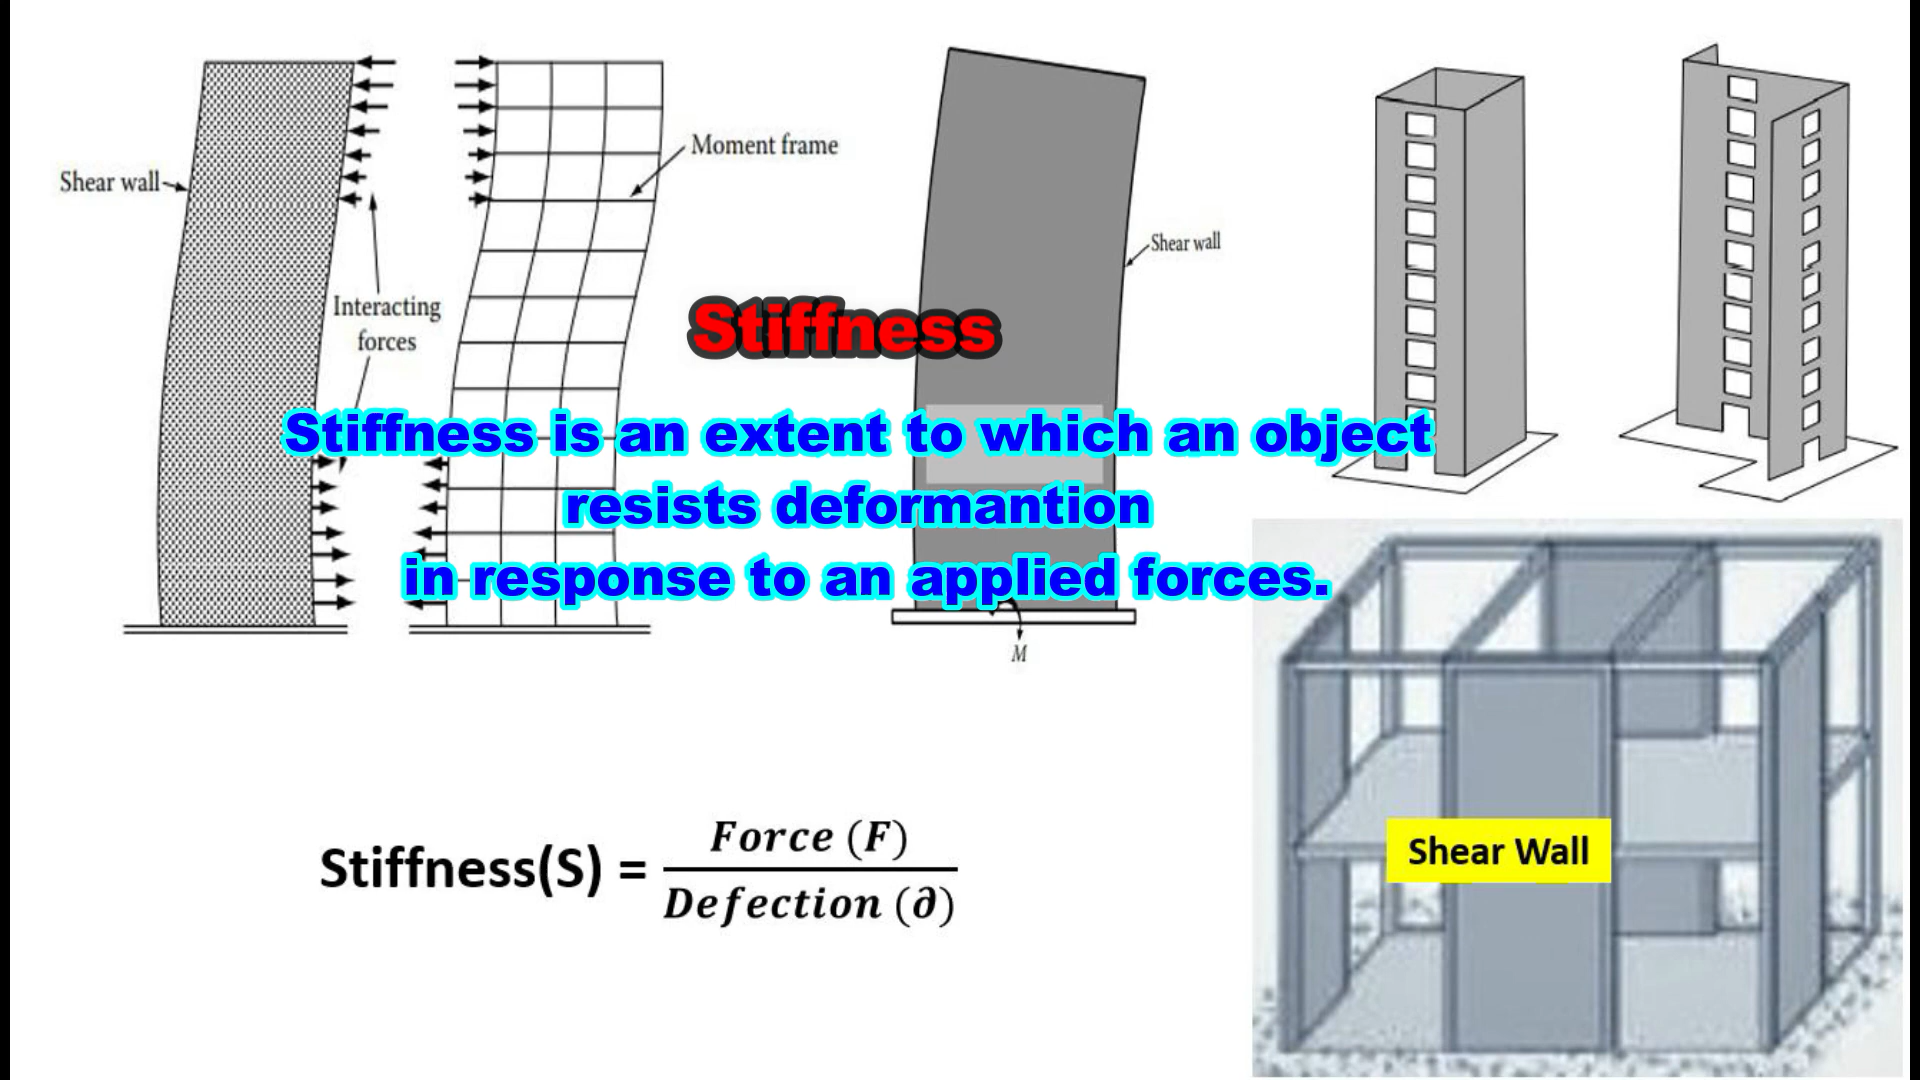 Shear wall
Interacting
forces
Moment frame
Shear wall
M
Stiffness
Stiffness is an extent to which an object
resists deformantion
in response to an applied forces.
Stiffness(S) = Force (F)
Defection (∂)
Shear Wall